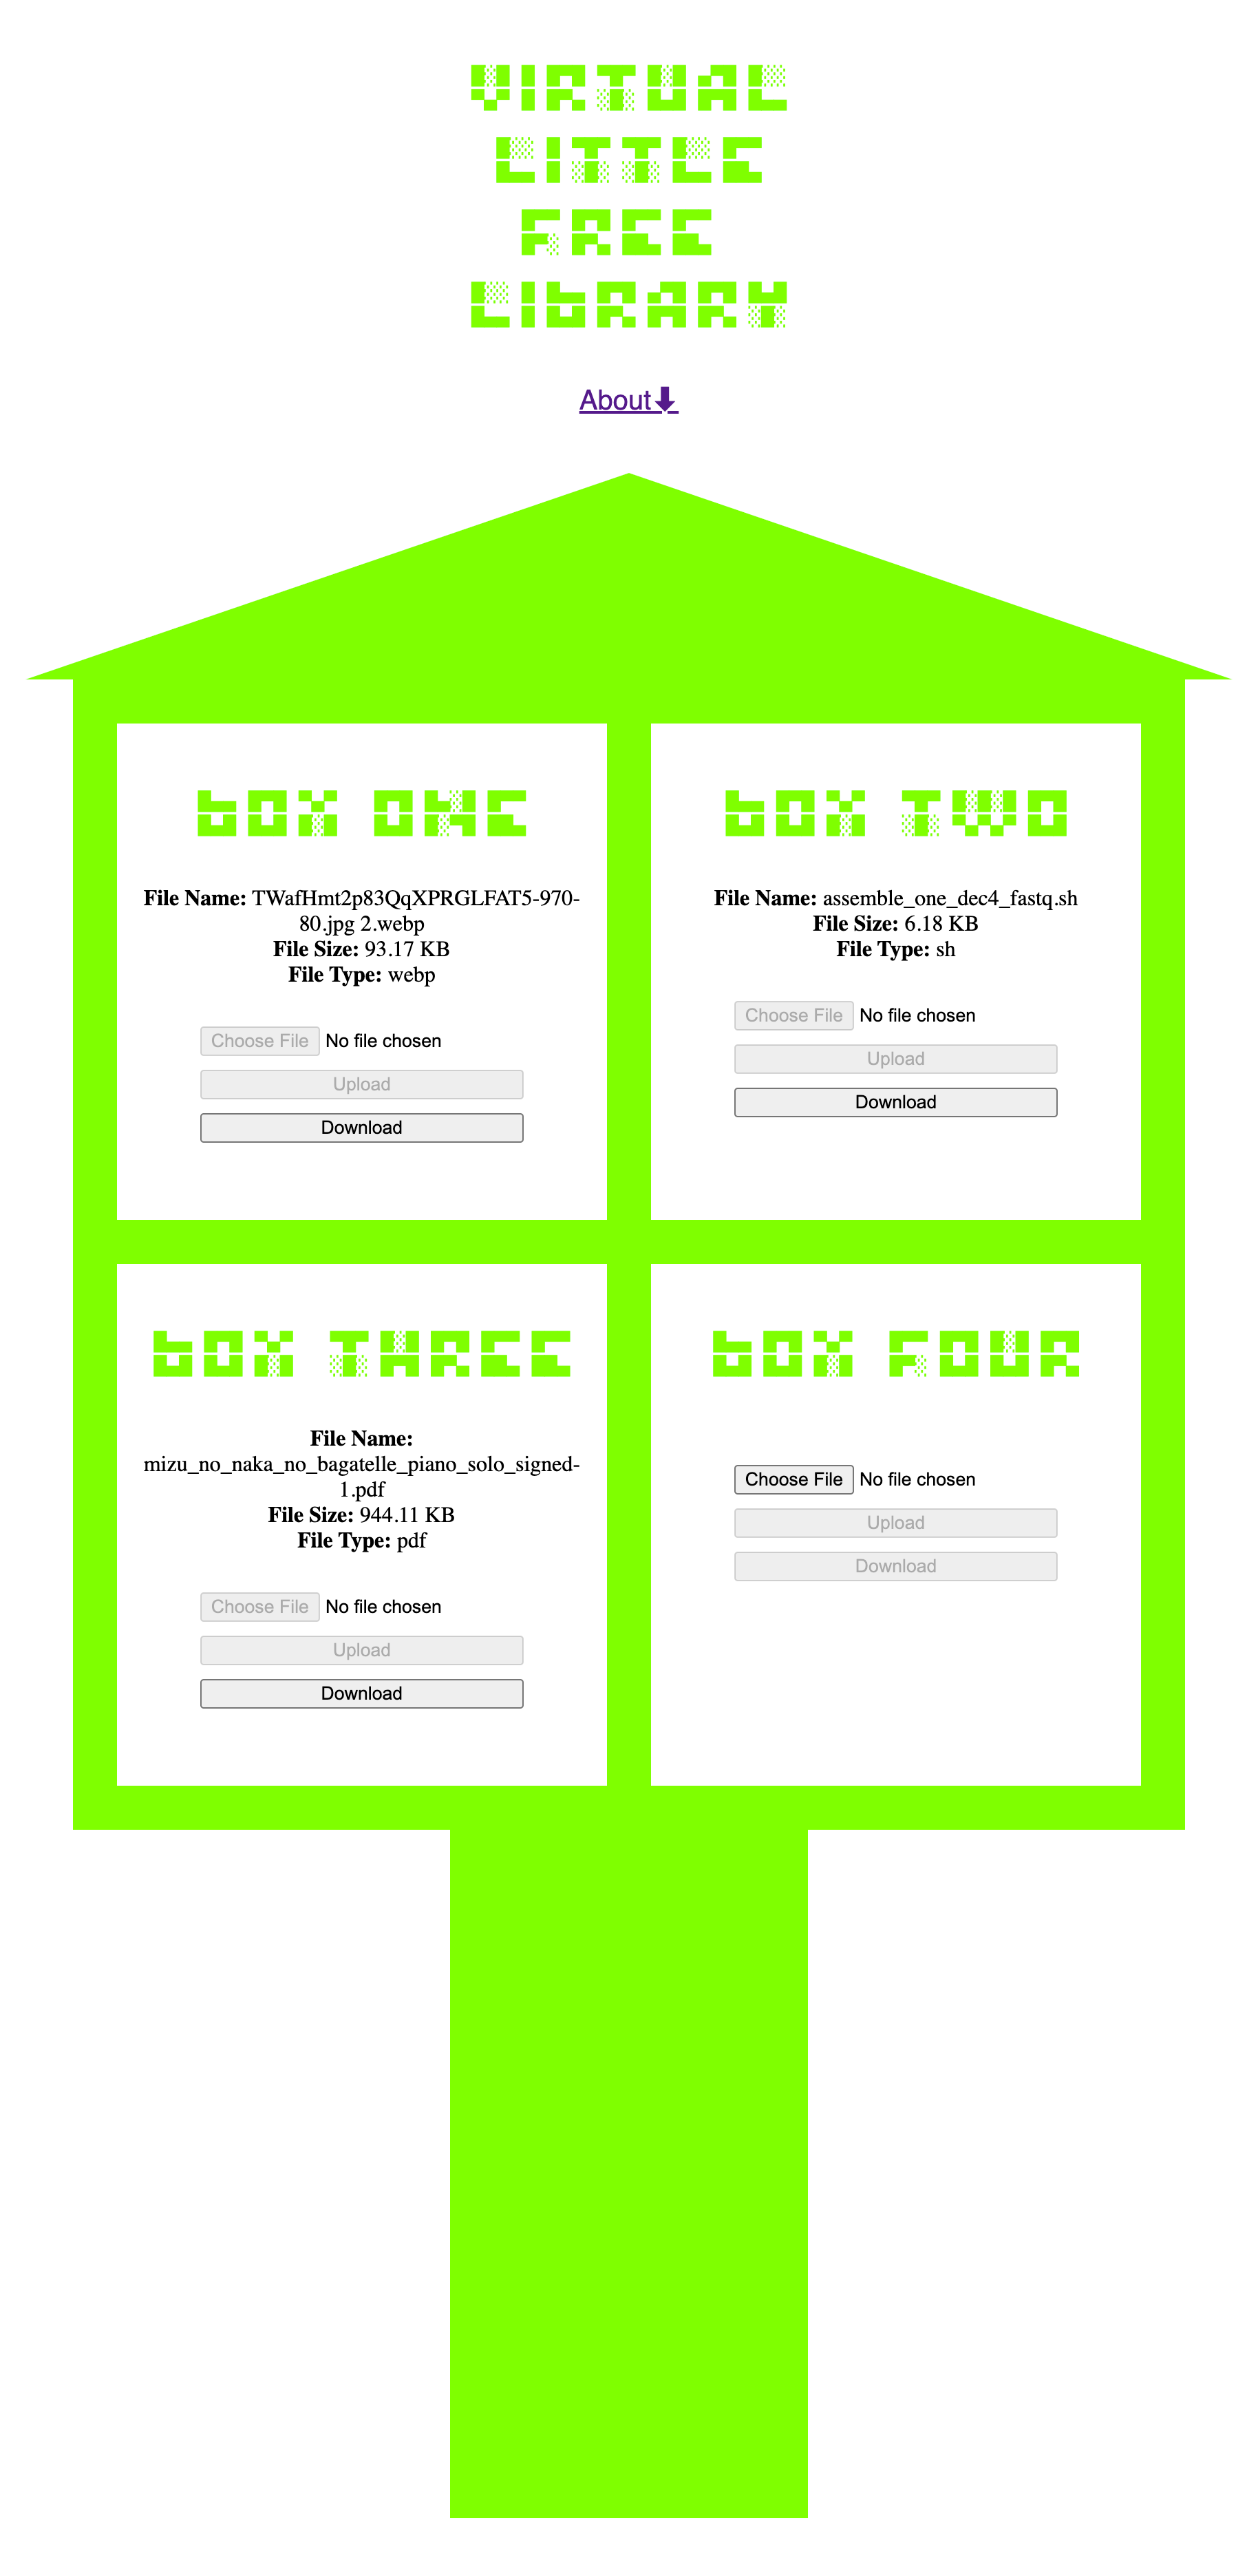 VIRTUAL
LITTLE
FREE
LIBRARY
About⬇
BOX ONE
File Name: TWafHmt2p83QqXPRGLFAT5-970-
80.jpg 2.webp
File Size: 93.17 KB
File Type: webp
Choose File No file chosen
Upload
Download
BOX TWO
File Name: assemble_one_dec4_fastq.sh
File Size: 6.18 KB
File Type: sh
Choose File No file chosen
Upload
Download
BOX THREE
File Name:
mizu_no_naka_no_bagatelle_piano_solo_signed-
1.pdf
File Size: 944.11 KB
File Type: pdf
Choose File No file chosen
Upload
Download
BOX FOUR
Choose File No file chosen
Upload
Download